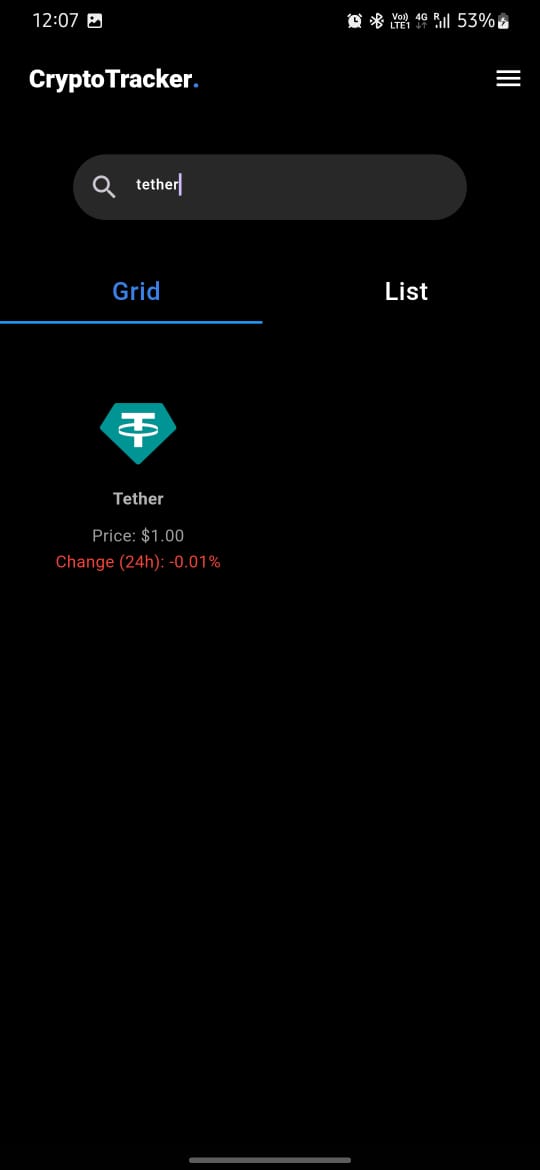 12:07 Vo) LTE1 4G R 53%
CryptoTracker.
tether
Grid List
Tether
Price: $1.00
Change (24h): -0.01%